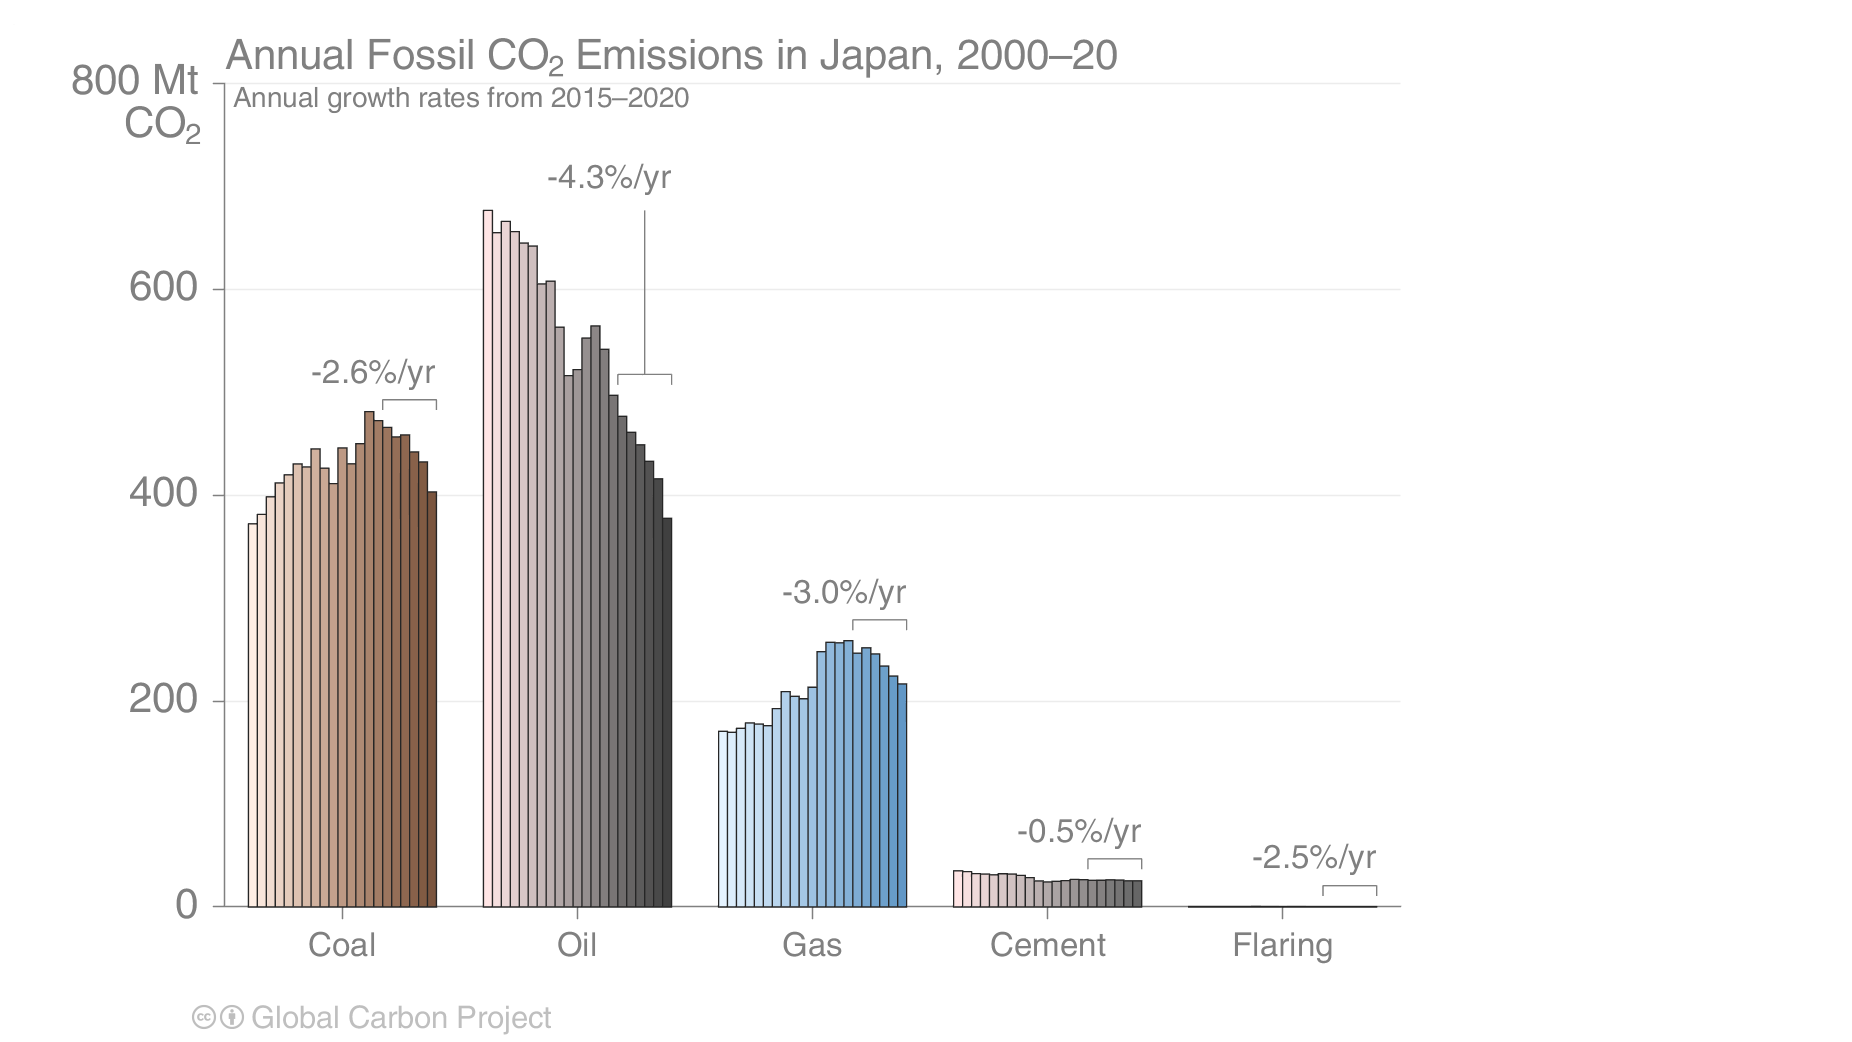 Annual Fossil CO₂ Emissions in Japan, 2000–20
800 Mt
CO₂
Annual growth rates from 2015–2020
-4.3%/yr
600
-2.6%/yr
400
-3.0%/yr
200
-0.5%/yr
-2.5%/yr
0
Coal Oil Gas Cement Flaring
cc Global Carbon Project